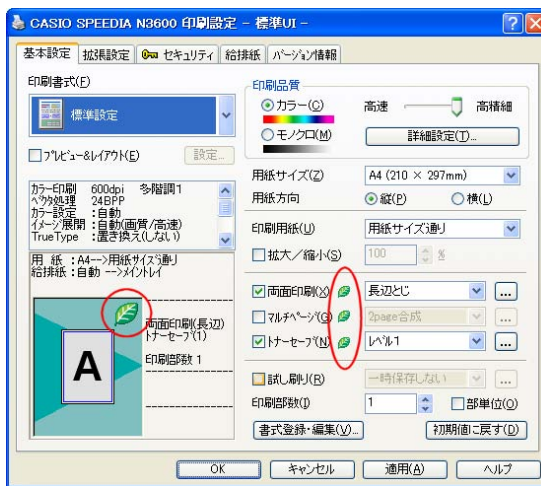 CASIO SPEEDIA N3600 印刷設定 - 標準UI -
基本設定 拡張設定 セキュリティ 給排紙 バージョン情報
印刷書式(F)
標準設定
プレビュー&レイアウト(E) 設定...
カラー印刷 600dpi 多階調1
ベクタ処理 24BPP
カラー設定 :自動
イメージ展開 :自動(画質/高速)
TrueType :置き換え(しない)
用 紙 :A4-->用紙サイズ通り
給排紙 :自動 -->メイントレイ
両面印刷(長辺)
トナーセーブ(1)
印刷部数 1
A
印刷品質
カラー(C) 高速 高精細
モノクロ(M) 詳細設定(T)...
用紙サイズ(Z) A4 (210 × 297mm)
用紙方向 縦(P) 横(L)
印刷用紙(U) 用紙サイズ通り
拡大/縮小(S) 100 %
両面印刷(X) 長辺とじ ...
マルチページ(G) 2page合成 ...
トナーセーブ(N) レベル1 ...
試し刷り(R) 一時保存しない ...
印刷部数(I) 1 部単位(O)
書式登録・編集(V)... 初期値に戻す(D)
OK キャンセル 適用(A) ヘルプ